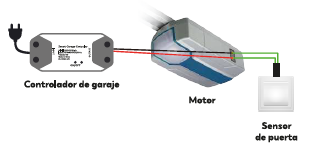 Controlador de garaje
Motor
Sensor
de puerta